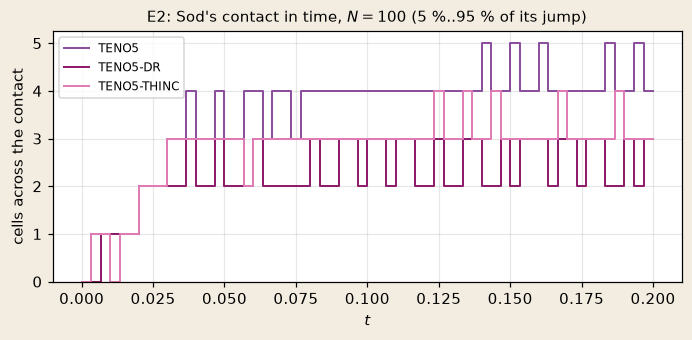 E2: Sod's contact in time, N = 100 (5 %..95 % of its jump)
TENO5
TENO5-DR
TENO5-THINC
cells across the contact
5
4
3
2
1
0
0.000 0.025 0.050 0.075 0.100 0.125 0.150 0.175 0.200
t